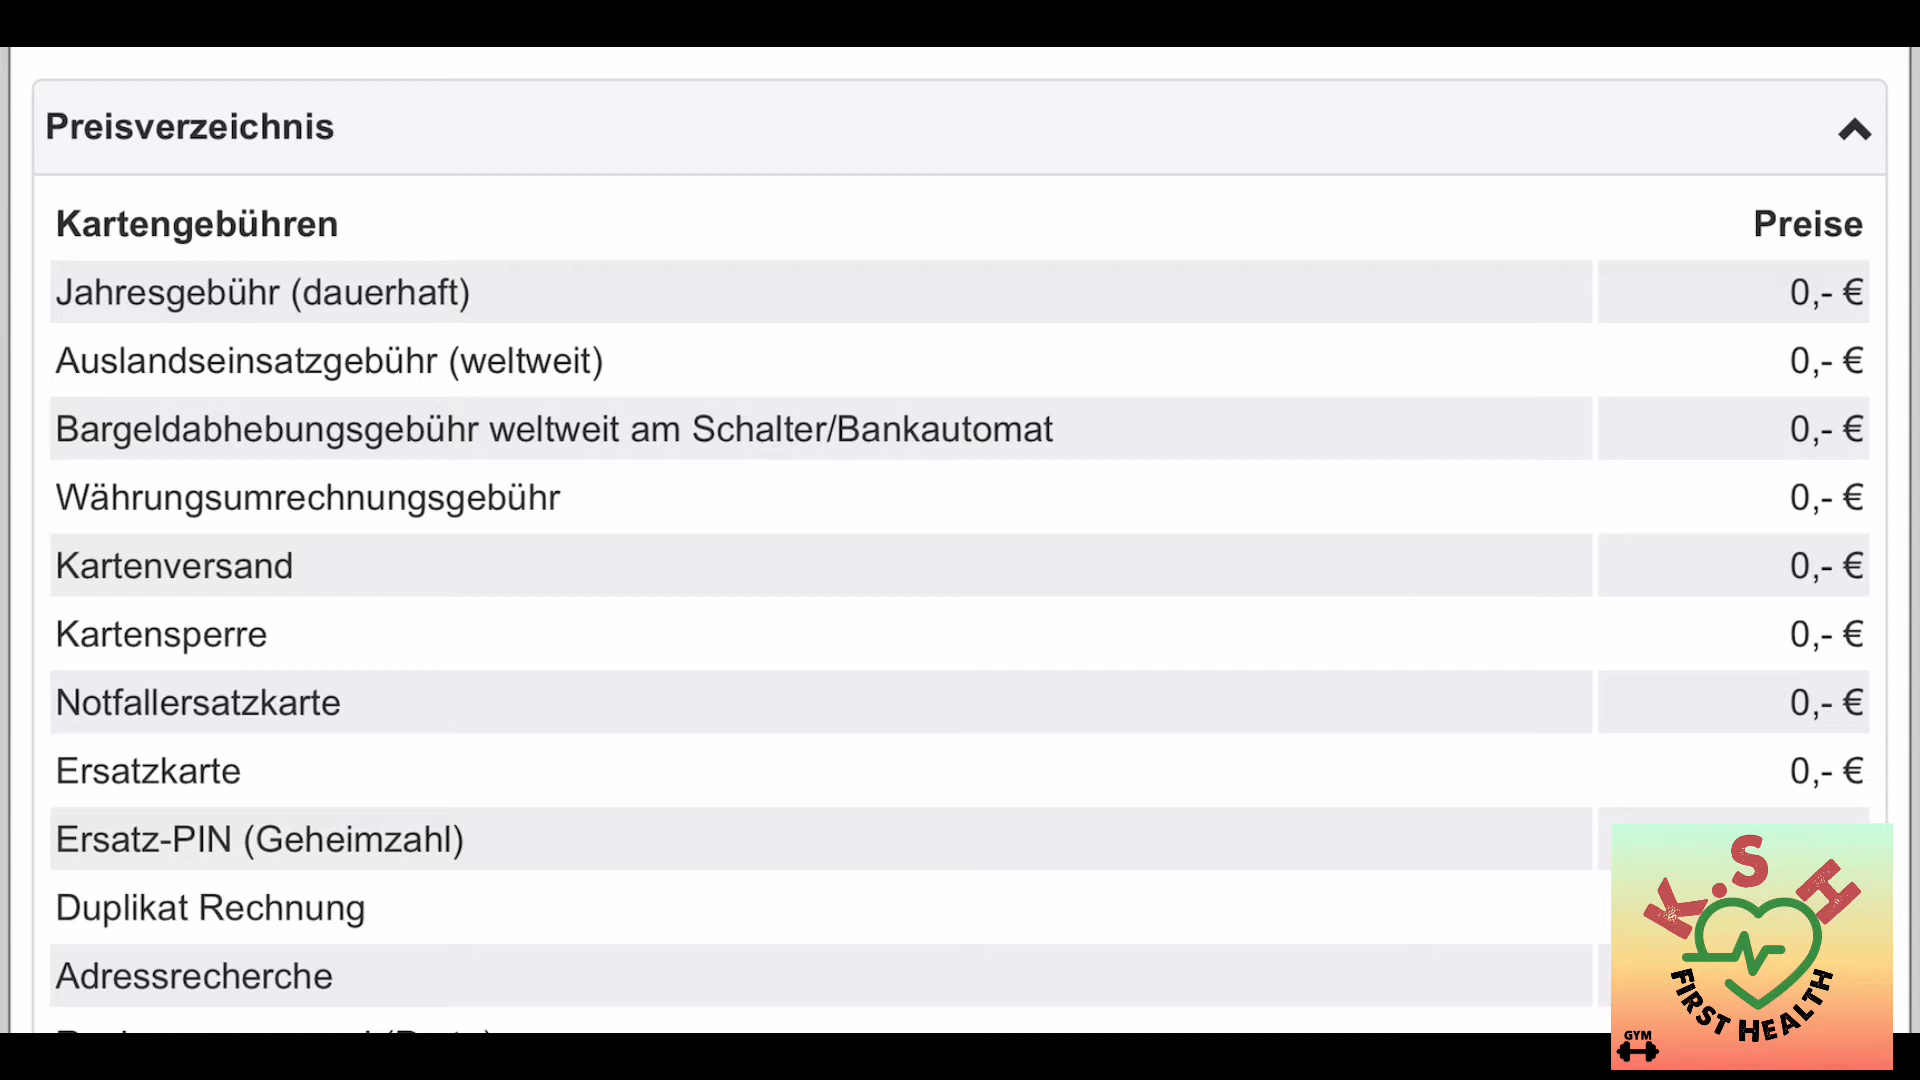 Preisverzeichnis
Kartengebühren Preise
Jahresgebühr (dauerhaft) 0,- €
Auslandseinsatzgebühr (weltweit) 0,- €
Bargeldabhebungsgebühr weltweit am Schalter/Bankautomat 0,- €
Währungsumrechnungsgebühr 0,- €
Kartenversand 0,- €
Kartensperre 0,- €
Notfallersatzkarte 0,- €
Ersatzkarte 0,- €
Ersatz-PIN (Geheimzahl)
Duplikat Rechnung
Adressrecherche
K.SH
FIRST HEALTH
GYM